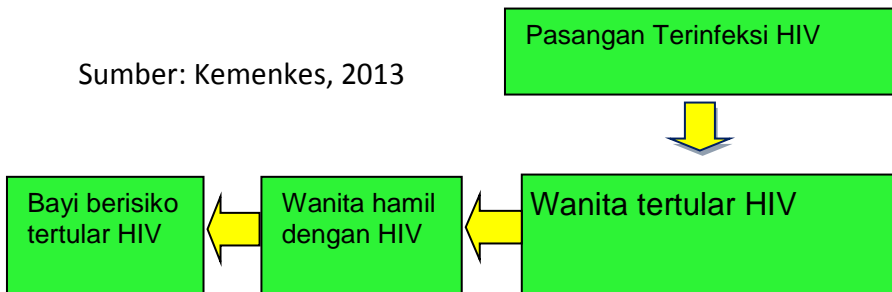 Pasangan Terinfeksi HIV
Sumber: Kemenkes, 2013
Wanita tertular HIV
Wanita hamil
dengan HIV
Bayi berisiko
tertular HIV